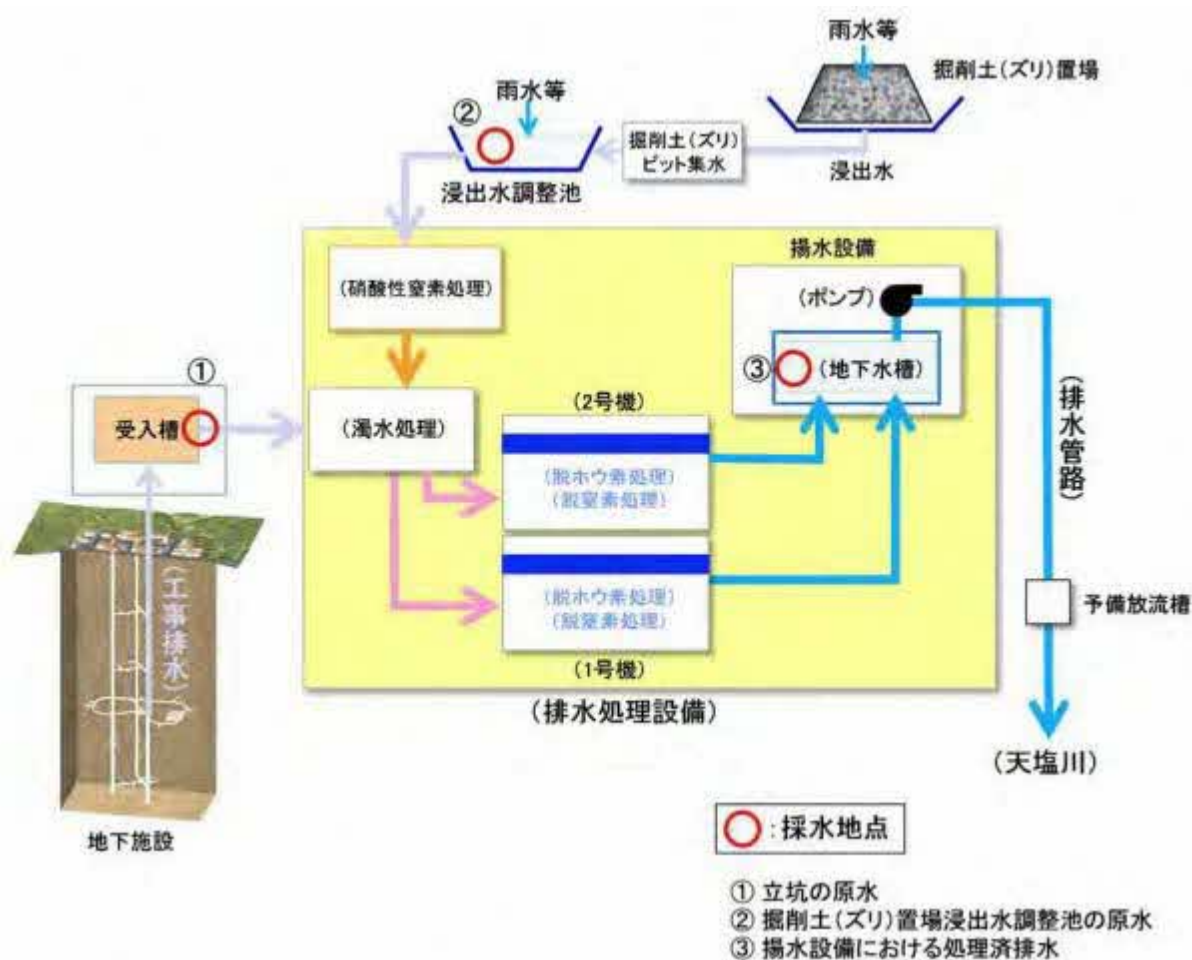 雨水等
掘削土(ズリ)置場
雨水等
②
掘削土(ズリ)
ピット集水
浸出水
浸出水調整池
揚水設備
(硝酸性窒素処理)
(ポンプ)
①
③
(地下水槽)
受入槽
(濁水処理)
(2号機)
(脱ホウ素処理)
(脱窒素処理)
(排水管路)
(工事排水)
(脱ホウ素処理)
(脱窒素処理)
予備放流槽
(1号機)
(排水処理設備)
(天塩川)
地下施設
:採水地点
① 立坑の原水
② 掘削土(ズリ)置場浸出水調整池の原水
③ 揚水設備における処理済排水